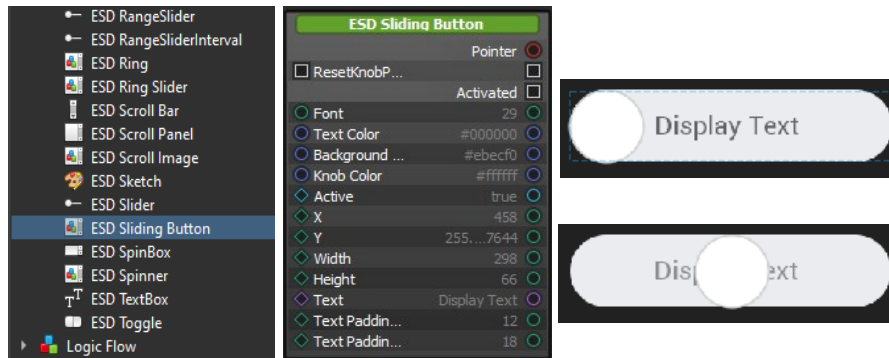 ESD RangeSlider
ESD RangeSliderInterval
ESD Ring
ESD Ring Slider
ESD Scroll Bar
ESD Scroll Panel
ESD Scroll Image
ESD Sketch
ESD Slider
ESD Sliding Button
ESD SpinBox
ESD Spinner
TT ESD TextBox
ESD Toggle
Logic Flow
ESD Sliding Button
Pointer
ResetKnobP...
Activated
Font 29
Text Color #000000
Background ... #ebecf0
Knob Color #ffffff
Active true
X 458
Y 255....7644
Width 298
Height 66
Text Display Text
Text Paddin... 12
Text Paddin... 18
Display Text
Disp ext